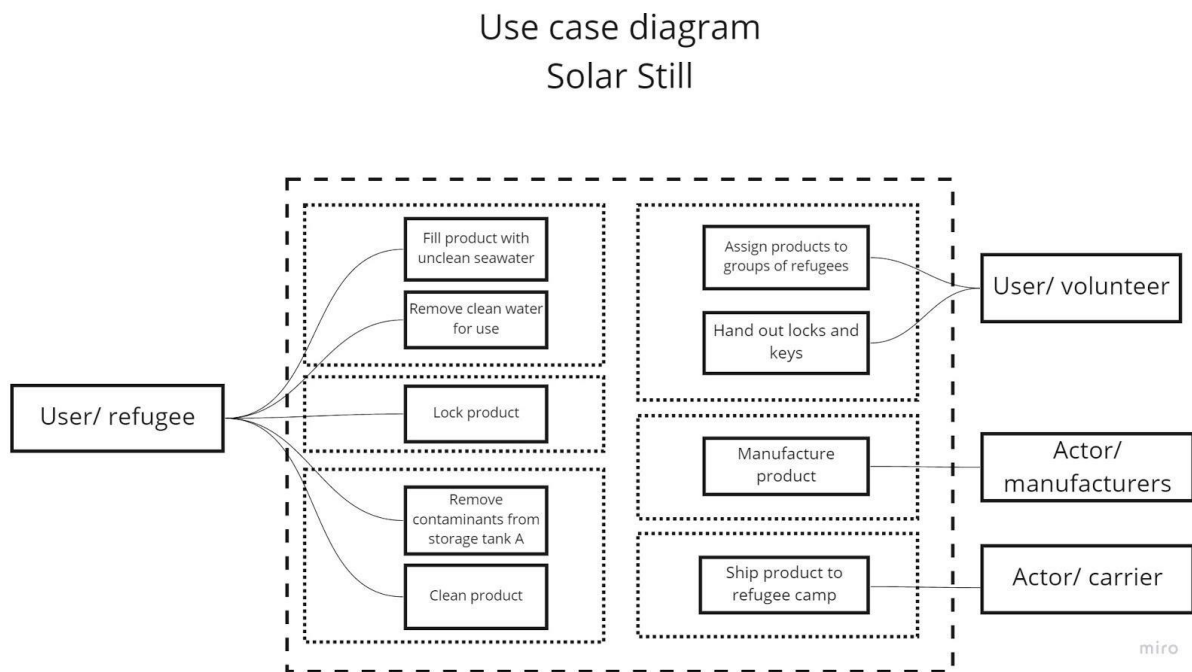 Use case diagram
Solar Still
Fill product with
unclean seawater
Remove clean water
for use
Lock product
Remove
contaminants from
storage tank A
Clean product
User/ refugee
Assign products to
groups of refugees
Hand out locks and
keys
Manufacture
product
Ship product to
refugee camp
User/ volunteer
Actor/
manufacturers
Actor/ carrier
miro